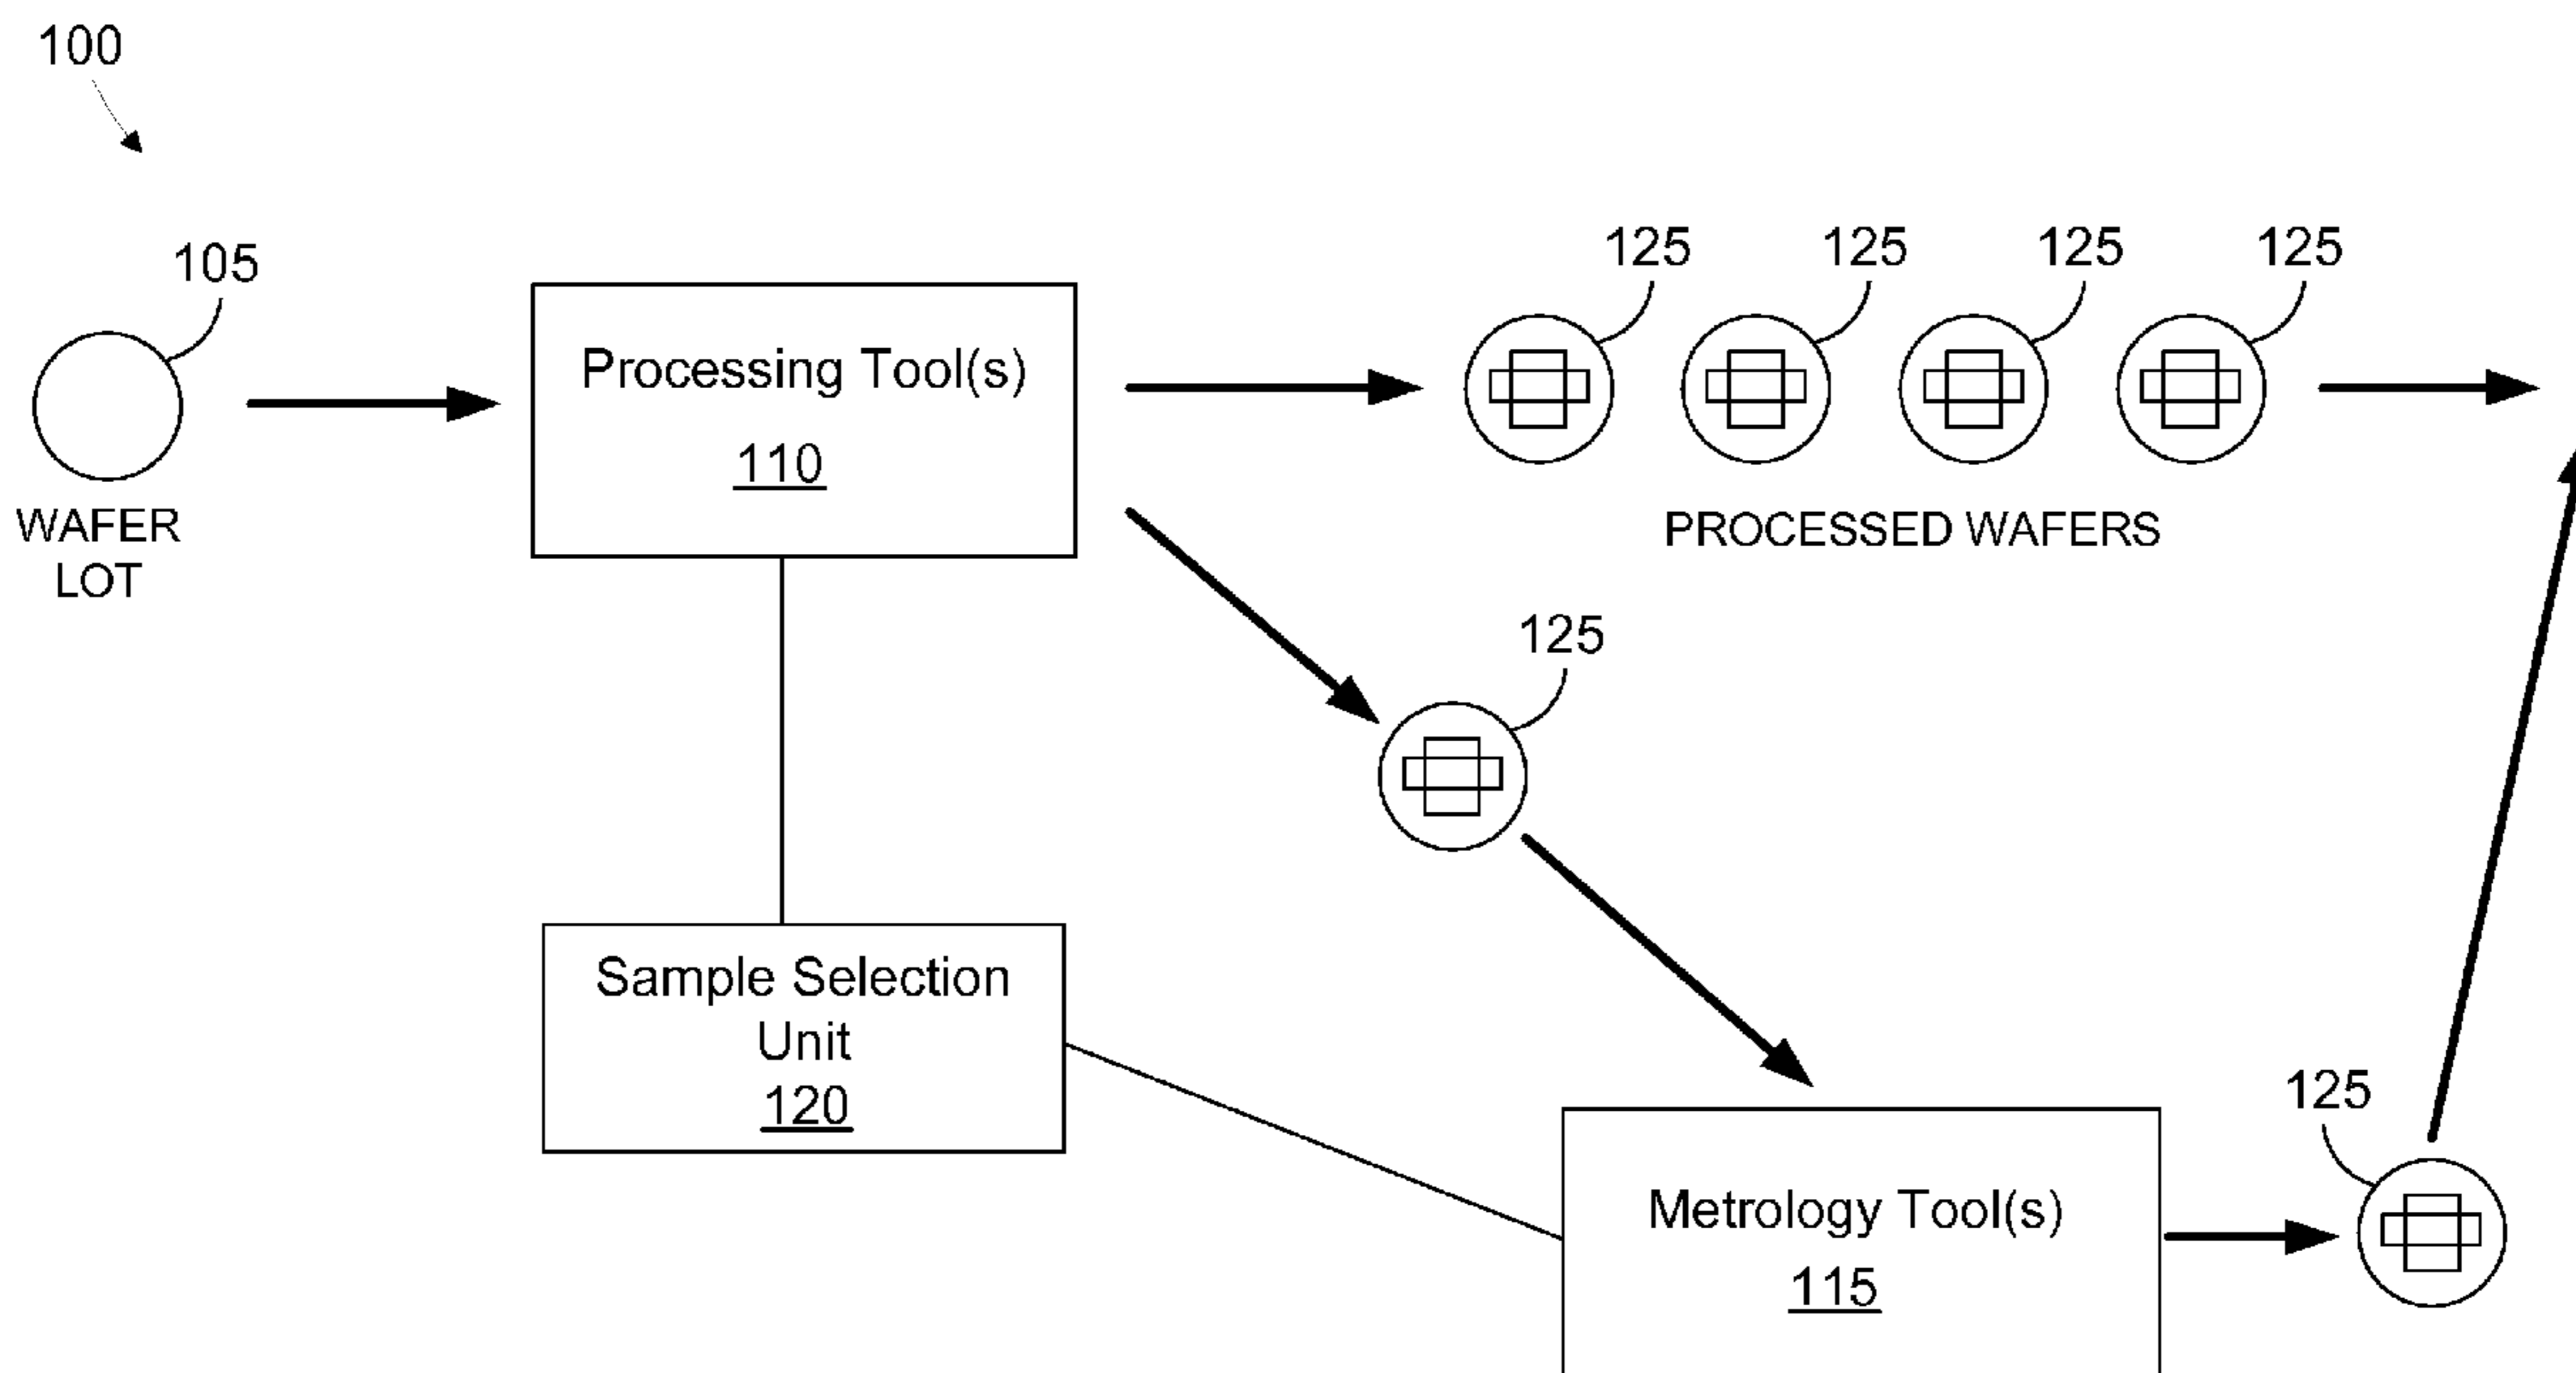 100
105
125
125
125
125
Processing Tool(s)
110
WAFER
LOT
PROCESSED WAFERS
125
Sample Selection
Unit
120
125
Metrology Tool(s)
115